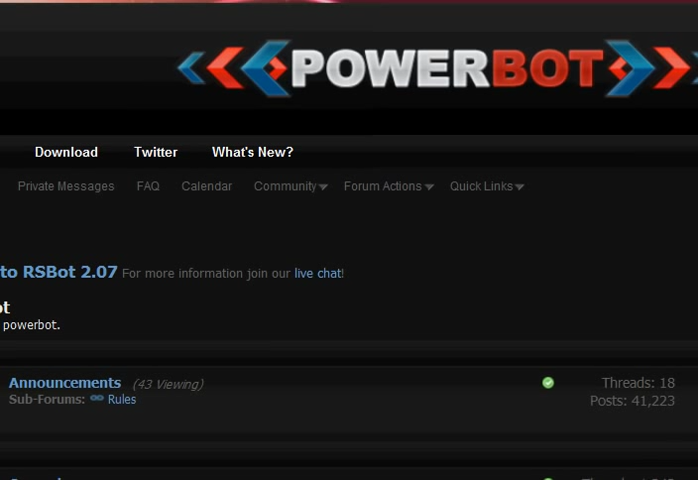 POWERBOT
Download Twitter What's New?
Private Messages FAQ Calendar Community Forum Actions Quick Links
to RSBot 2.07 For more information join our live chat!
ot
powerbot.
Announcements (43 Viewing)
Threads: 18
Sub-Forums: Rules
Posts: 41,223